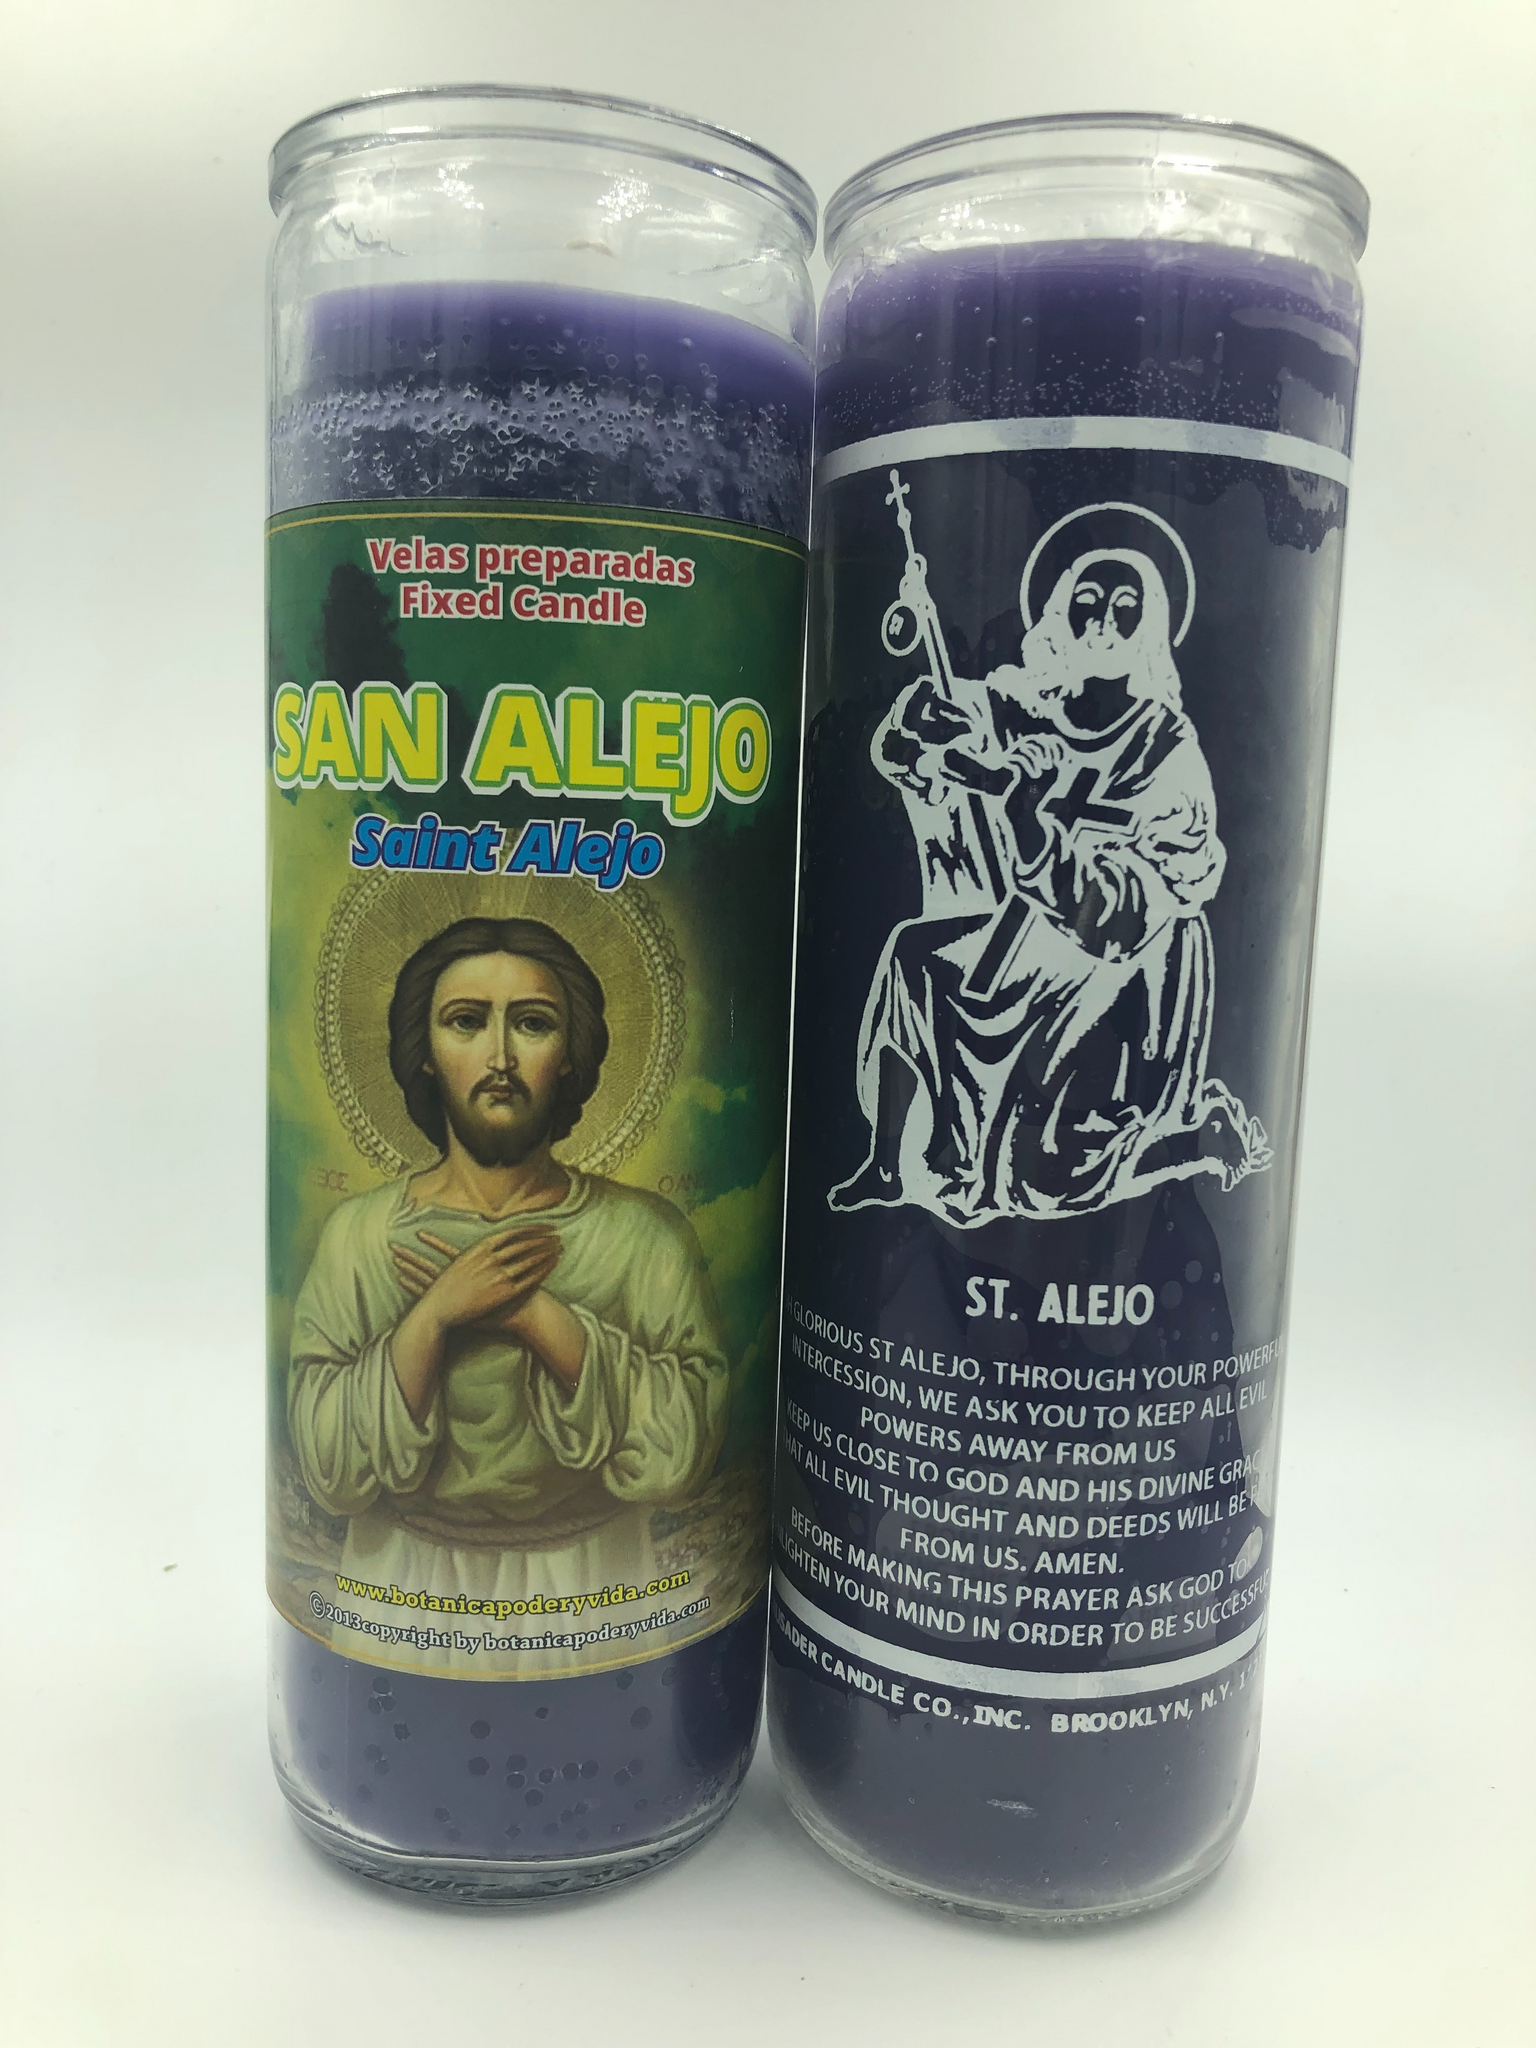 Velas preparadas
Fixed Candle
SAN ALEJO
Saint Alejo
www.botanicapoderyvida.com
©2013copyright by botanicapoderyvida.com
ST. ALEJO
GLORIOUS ST ALEJO, THROUGH YOUR POWERFU
INTERCESSION, WE ASK YOU TO KEEP ALL EVIL
POWERS AWAY FROM US
KEEP US CLOSE TO GOD AND HIS DIVINE GRAC
HAT ALL EVIL THOUGHT AND DEEDS WILL BE
FROM US. AMEN.
BEFORE MAKING THIS PRAYER ASK GOD TO
LIGHTEN YOUR MIND IN ORDER TO BE SUCCESSFU
SADER CANDLE CO., INC. BROOKLYN, N.Y. 1